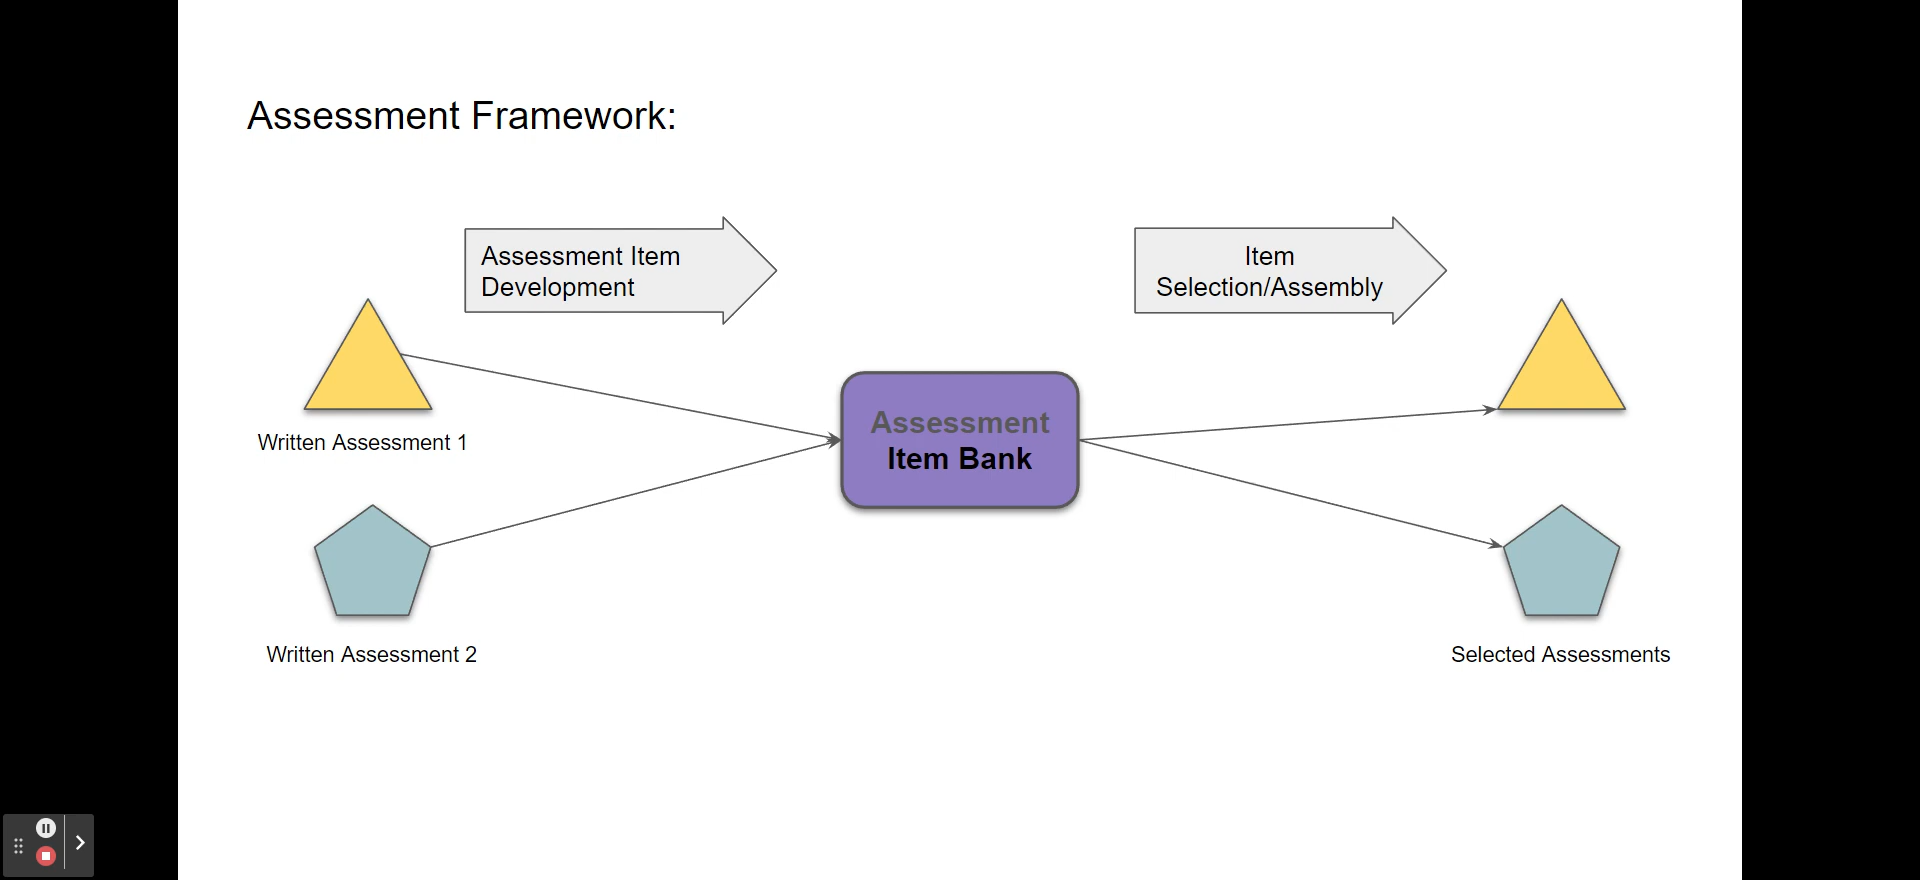 Assessment Framework:
Assessment Item
Development
Item
Selection/Assembly
Written Assessment 1
Assessment
Item Bank
Written Assessment 2
Selected Assessments